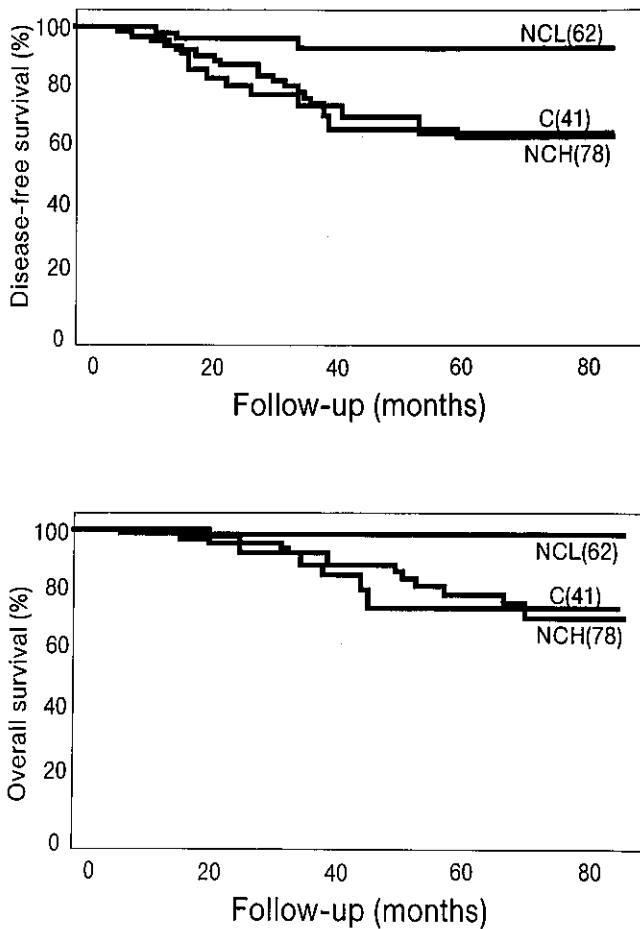 Disease-free survival (%)
100
80
60
40
20
0
NCL(62)
C(41)
NCH(78)
0 20 40 60 80
Follow-up (months)
Overall survival (%)
100
80
60
40
20
0
NCL(62)
C(41)
NCH(78)
0 20 40 60 80
Follow-up (months)